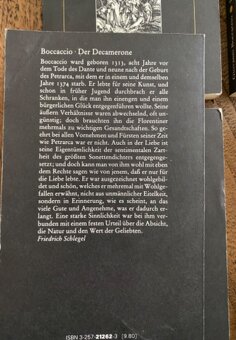 Boccaccio · Der Decamerone
Boccaccio ward geboren 1313, acht Jahre vor
dem Tode des Dante und neune nach der Geburt
des Petrarca, mit dem er in einem und demselben
Jahre 1374 starb. Er lebte für seine Kunst, und
schon in früher Jugend durchbrach er alle
Schranken, in die man ihn einengen und einem
bürgerlichen Glück entgegenführen wollte. Seine
äußern Verhältnisse waren abwechselnd, oft un-
günstig; doch brauchten ihn die Florentiner
mehrmals zu wichtigen Gesandtschaften. So ge-
ehrt bei allen Vornehmen und Fürsten seiner Zeit
wie Petrarca war er nicht. Auch in der Liebe ist
seine Eigentümlichkeit der sentimentalen Zart-
heit des größten Sonettendichters entgegenge-
setzt; und doch kann man von ihm wohl mit eben
dem Recht sagen wie von jenem, daß er nur für
die Liebe lebte. Er war ausgezeichnet wohlgebil-
det und schön, welches er mehremal mit Wohlge-
fallen erwähnt, nicht aus unmännlicher Eitelkeit,
sondern in Erinnerung, wie es scheint, an das
viele Gute und Angenehme, was er dadurch er-
langt. Eine starke Sinnlichkeit war bei ihm ver-
bunden mit einem festen Urteil über die Absicht,
die Natur und den Wert der Geliebten.
Friedrich Schlegel
ISBN 3-257-21262-3 [9.80]